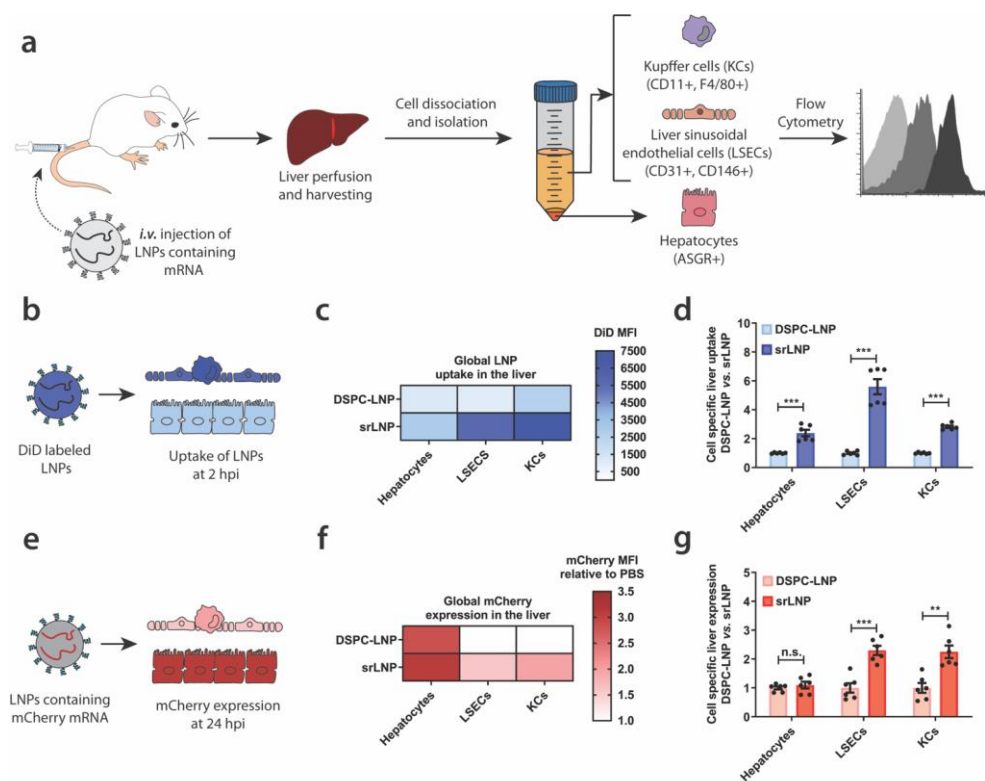 a
i.v. injection of
LNPs containing
mRNA
Liver perfusion
and harvesting
Cell dissociation
and isolation
Kupffer cells (KCs)
(CD11+, F4/80+)
Liver sinusoidal
endothelial cells (LSECs)
(CD31+, CD146+)
Hepatocytes
(ASGR+)
Flow
Cytometry
b
DiD labeled
LNPs
Uptake of LNPs
at 2 hpi
c
Global LNP
uptake in the liver
DSPC-LNP
srLNP
Hepatocytes
LSECS
KCs
DiD MFI
7500
6500
5500
4500
3500
2500
1500
500
d
Cell specific liver uptake
DSPC-LNP vs. srLNP
10
8
6
4
2
0
DSPC-LNP
srLNP
***
***
***
Hepatocytes
LSECs
KCs
e
LNPs containing
mCherry mRNA
mCherry expression
at 24 hpi
f
Global mCherry
expression in the liver
DSPC-LNP
srLNP
Hepatocytes
LSECs
KCs
mCherry MFI
relative to PBS
3.5
3.0
2.5
2.0
1.5
1.0
g
Cell specific liver expression
DSPC-LNP vs. srLNP
5
4
3
2
1
0
DSPC-LNP
srLNP
n.s.
***
**
Hepatocytes
LSECs
KCs